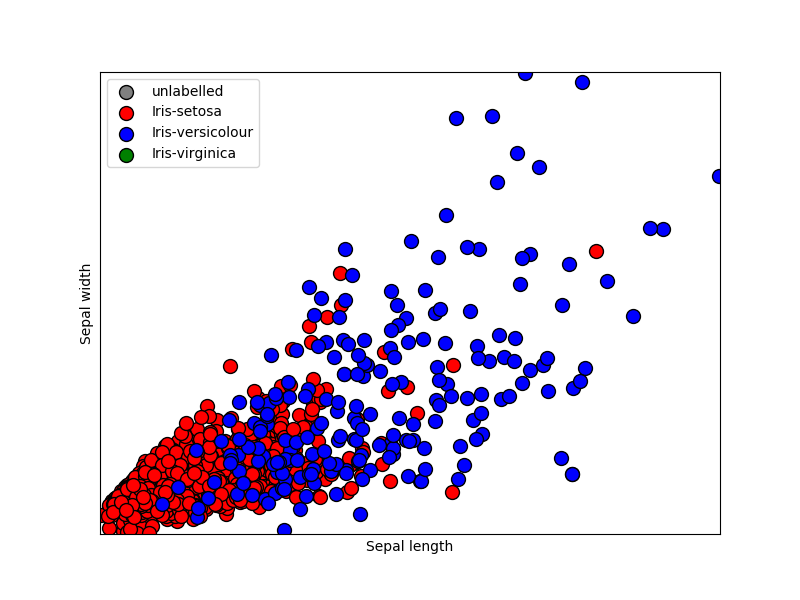 unlabelled
Iris-setosa
Iris-versicolour
Iris-virginica
Sepal width
Sepal length